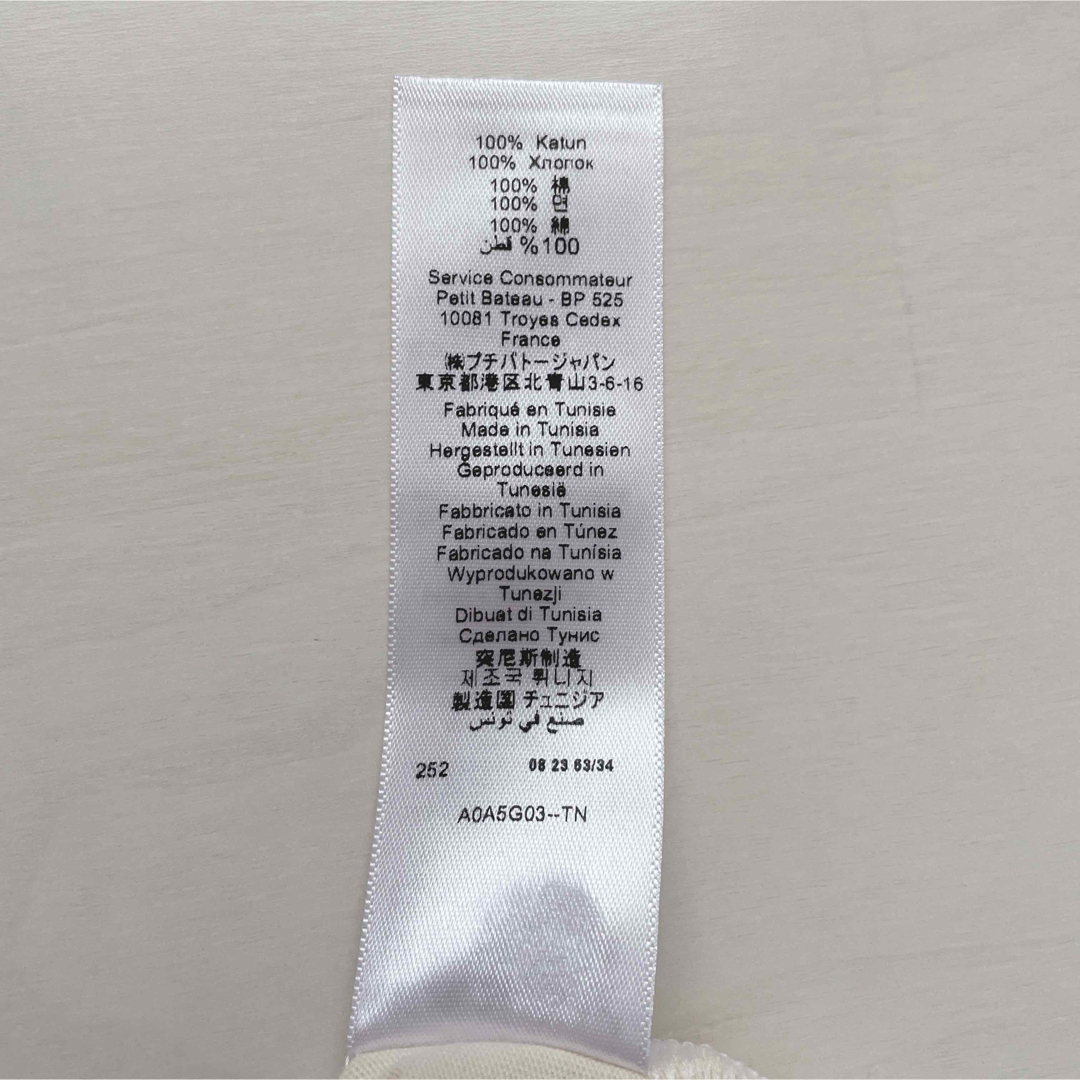 100% Katun
100% Хлопок
100% 棉
100% 면
100% 綿
100% قطن
Service Consommateur
Petit Bateau - BP 525
10081 Troyes Cedex
France
㈱プチバトージャパン
東京都港区北青山3-6-16
Fabriqué en Tunisie
Made in Tunisia
Hergestellt in Tunesien
Geproduceerd in
Tunesië
Fabbricato in Tunisia
Fabricado en Túnez
Fabricado na Tunísia
Wyprodukowano w
Tunezji
Dibuat di Tunisia
Сделано Тунис
突尼斯制造
제조국 튀니지
製造国 チュニジア
صنع في تونس
252 08 23 63/34
A0A5G03--TN